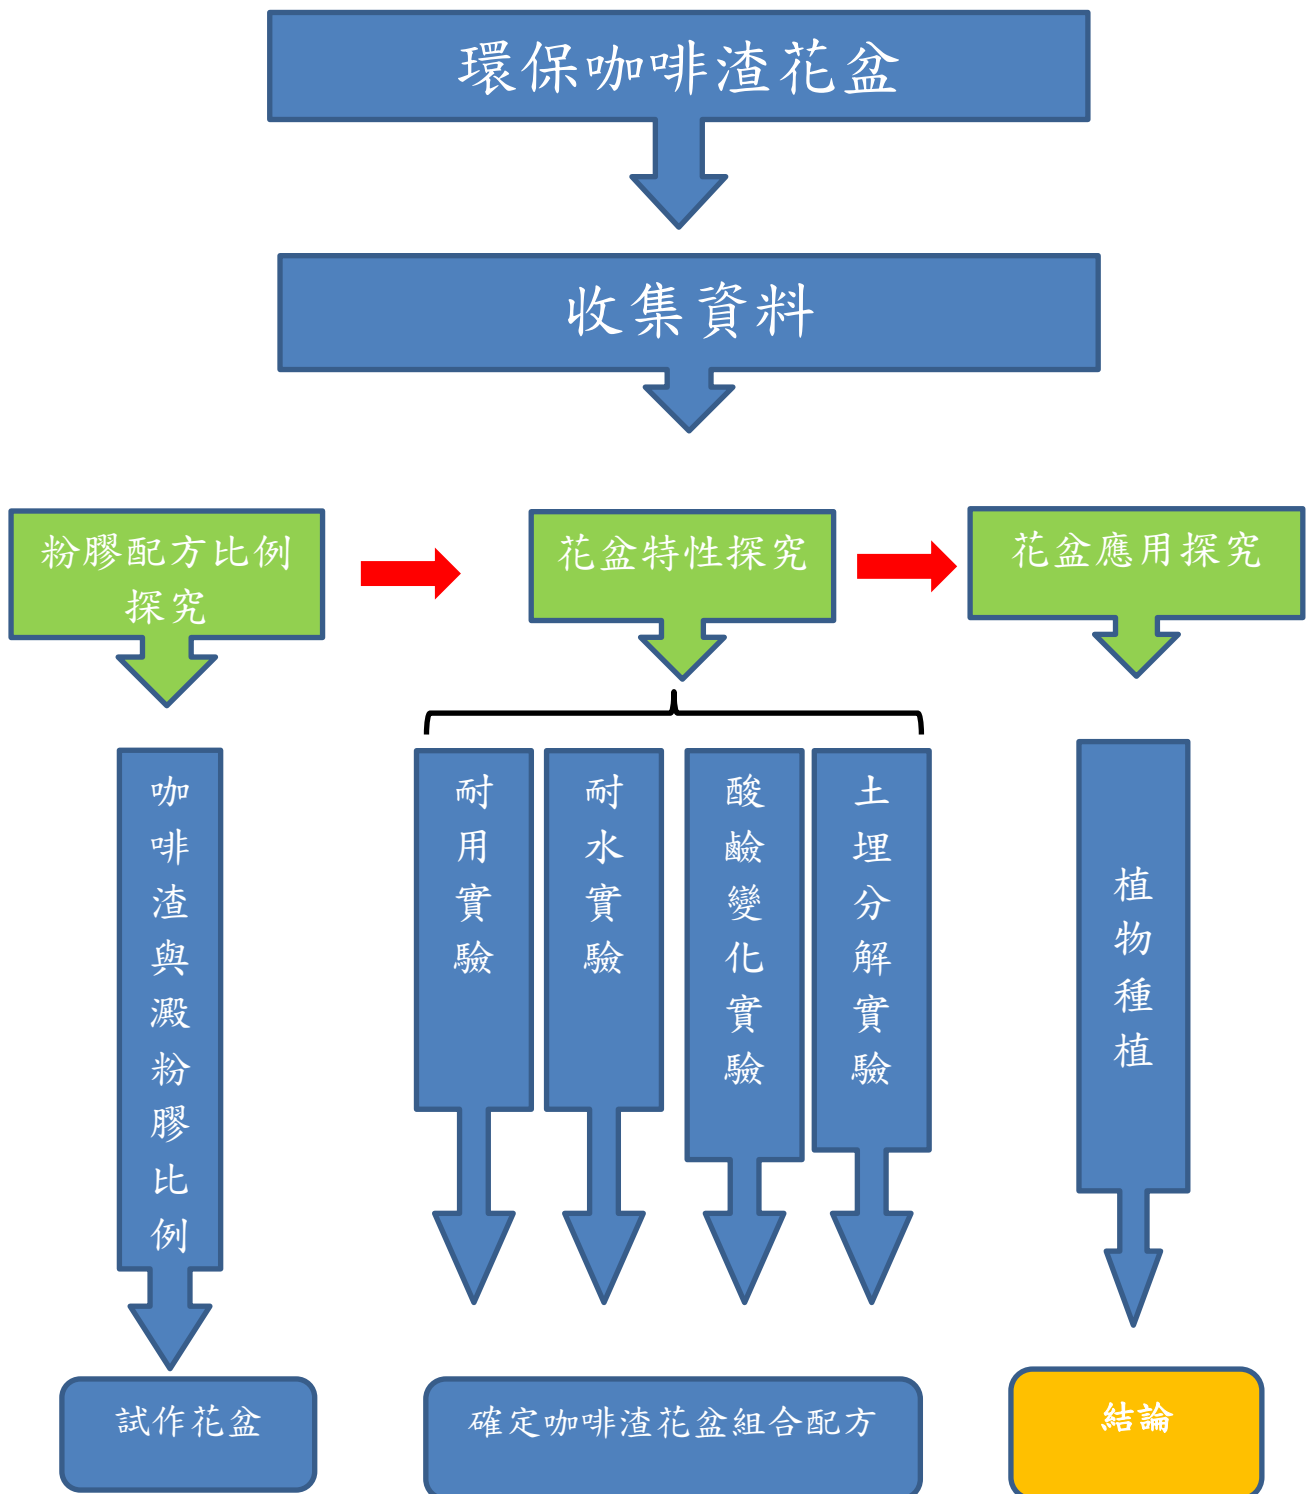 環保咖啡渣花盆
收集資料
粉膠配方比例
探究
花盆特性探究
花盆應用探究
咖啡渣與澱粉膠比例
耐用實驗
耐水實驗
酸鹼變化實驗
土埋分解實驗
植物種植
試作花盆
確定咖啡渣花盆組合配方
結論